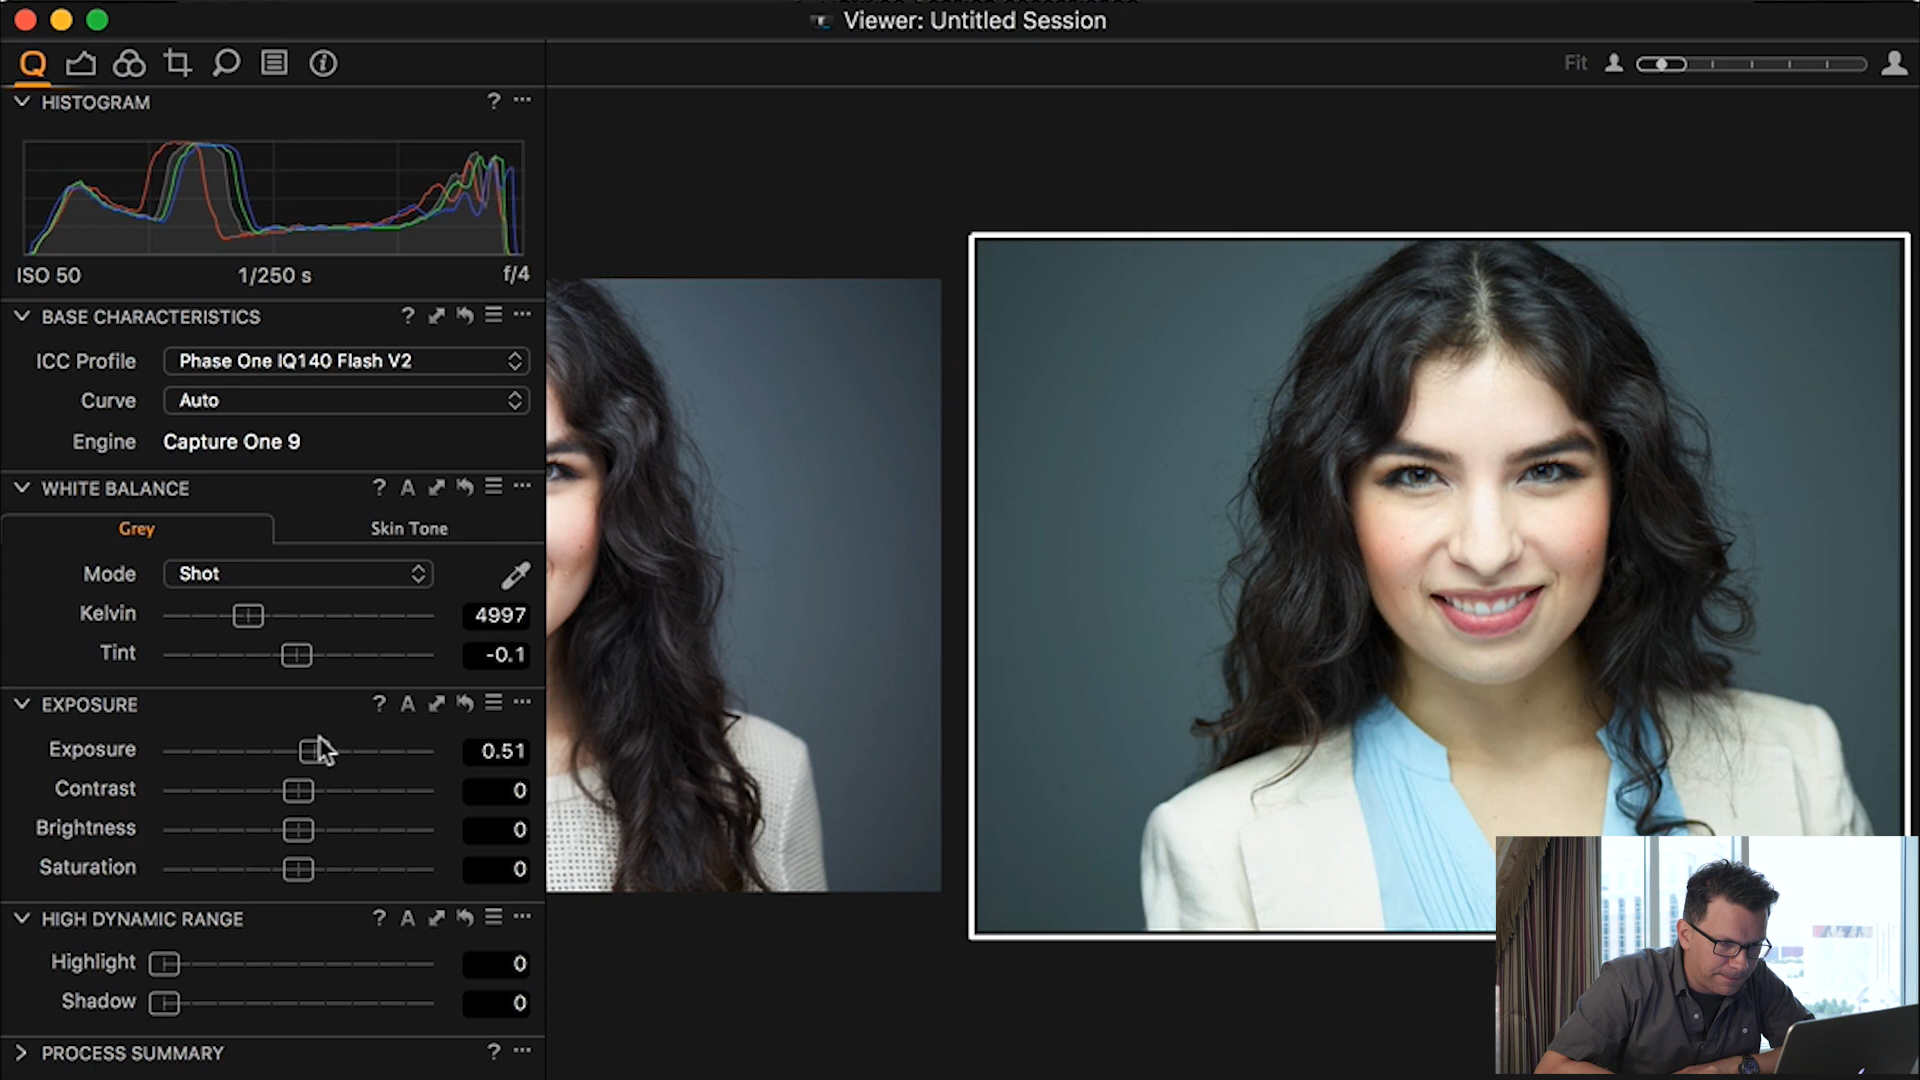 Viewer: Untitled Session
Fit
HISTOGRAM ?
ISO 50 1/250 s f/4
BASE CHARACTERISTICS ?
ICC Profile Phase One IQ140 Flash V2
Curve Auto
Engine Capture One 9
WHITE BALANCE ? A
Grey Skin Tone
Mode Shot
Kelvin 4997
Tint -0.1
EXPOSURE ? A
Exposure 0.51
Contrast 0
Brightness 0
Saturation 0
HIGH DYNAMIC RANGE ? A
Highlight 0
Shadow 0
PROCESS SUMMARY ?